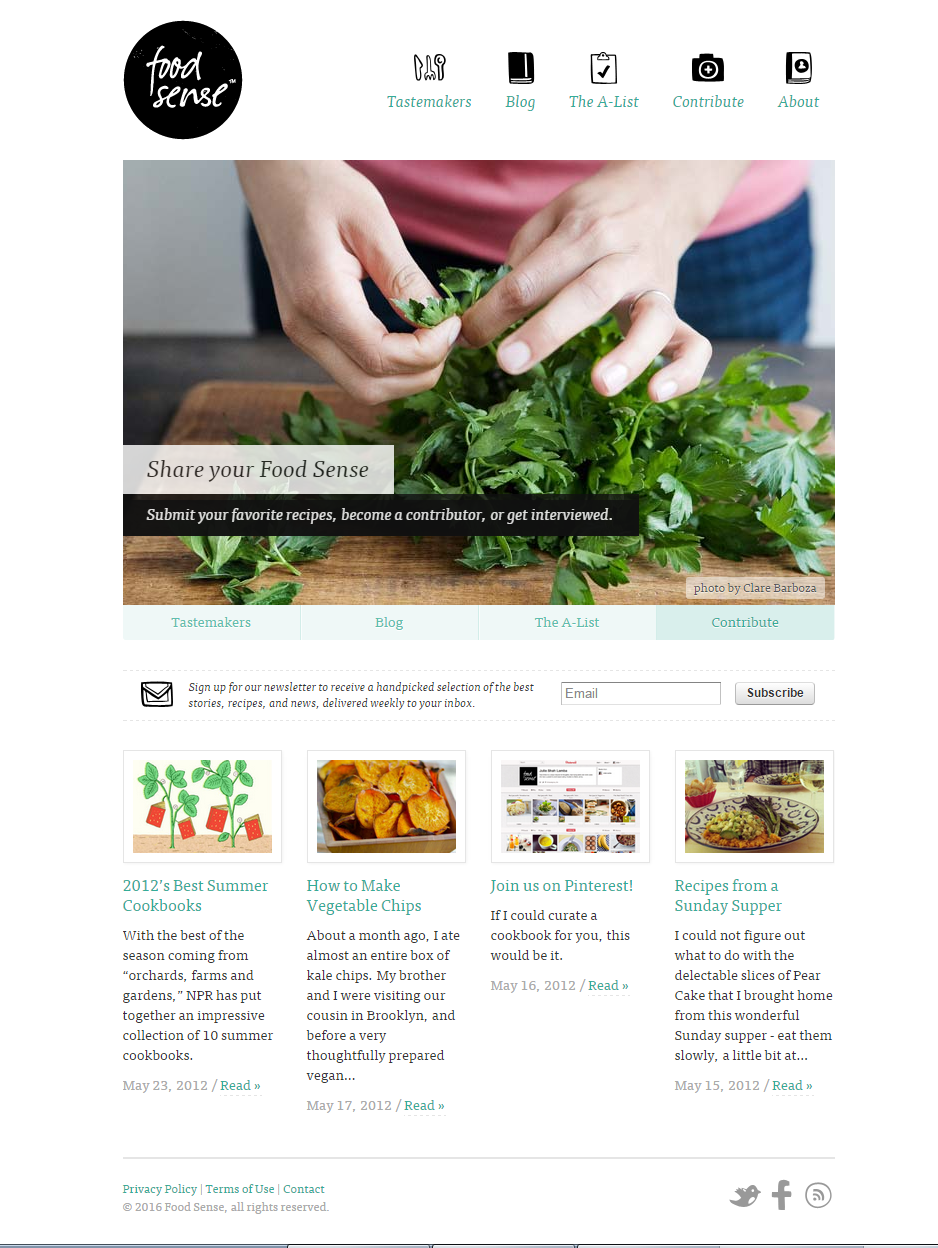 food
sense™
Tastemakers
Blog
The A-List
Contribute
About
Share your Food Sense
Submit your favorite recipes, become a contributor, or get interviewed.
photo by Clare Barboza
Tastemakers
Blog
The A-List
Contribute
Sign up for our newsletter to receive a handpicked selection of the best
stories, recipes, and news, delivered weekly to your inbox.
Email
Subscribe
2012's Best Summer
Cookbooks
With the best of the
season coming from
“orchards, farms and
gardens,” NPR has put
together an impressive
collection of 10 summer
cookbooks.
May 23, 2012 / Read »
How to Make
Vegetable Chips
About a month ago, I ate
almost an entire box of
kale chips. My brother
and I were visiting our
cousin in Brooklyn, and
before a very
thoughtfully prepared
vegan...
May 17, 2012 / Read »
food
sense
Join us on Pinterest!
If I could curate a
cookbook for you, this
would be it.
May 16, 2012 / Read »
Recipes from a
Sunday Supper
I could not figure out
what to do with the
delectable slices of Pear
Cake that I brought home
from this wonderful
Sunday supper - eat them
slowly, a little bit at...
May 15, 2012 / Read »
Privacy Policy | Terms of Use | Contact
© 2016 Food Sense, all rights reserved.